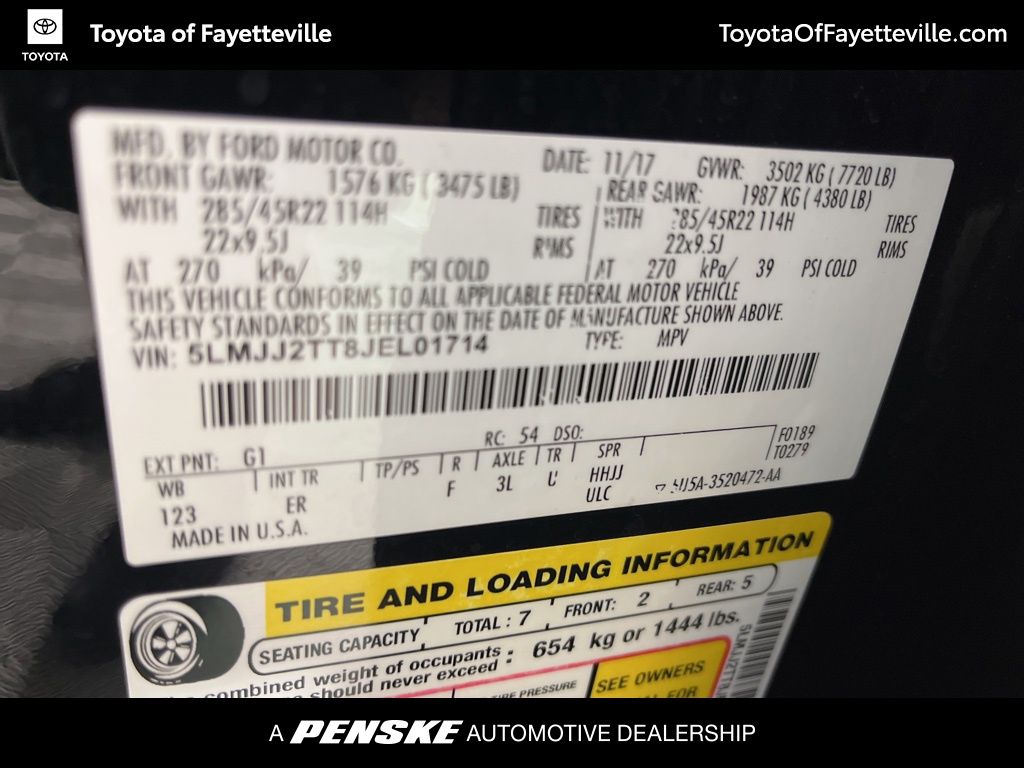 TOYOTA
Toyota of Fayetteville
ToyotaOfFayetteville.com
MFD. BY FORD MOTOR CO. DATE: 11/17 GVWR: 3502 KG ( 7720 LB)
FRONT GAWR: 1576 KG ( 3475 LB) REAR GAWR: 1987 KG ( 4380 LB)
WITH 285/45R22 114H TIRES WITH 285/45R22 114H TIRES
22x9.5J RIMS 22x9.5J RIMS
AT 270 kPa/ 39 PSI COLD AT 270 kPa/ 39 PSI COLD
THIS VEHICLE CONFORMS TO ALL APPLICABLE FEDERAL MOTOR VEHICLE
SAFETY STANDARDS IN EFFECT ON THE DATE OF MANUFACTURE SHOWN ABOVE.
VIN: 5LMJJ2TT8JEL01714 TYPE: MPV
EXT PNT: G1 RC: 54 DSO: F0189
WB INT TR TP/PS R AXLE TR SPR T0279
123 ER F 3L U HHJJ
ULC
MADE IN U.S.A.
TIRE AND LOADING INFORMATION
SEATING CAPACITY TOTAL : 7 FRONT: 2 REAR: 5
combined weight of occupants
should never exceed : 654 kg or 1444 lbs.
TIRE PRESSURE SEE OWNERS
FOR
A PENSKE AUTOMOTIVE DEALERSHIP